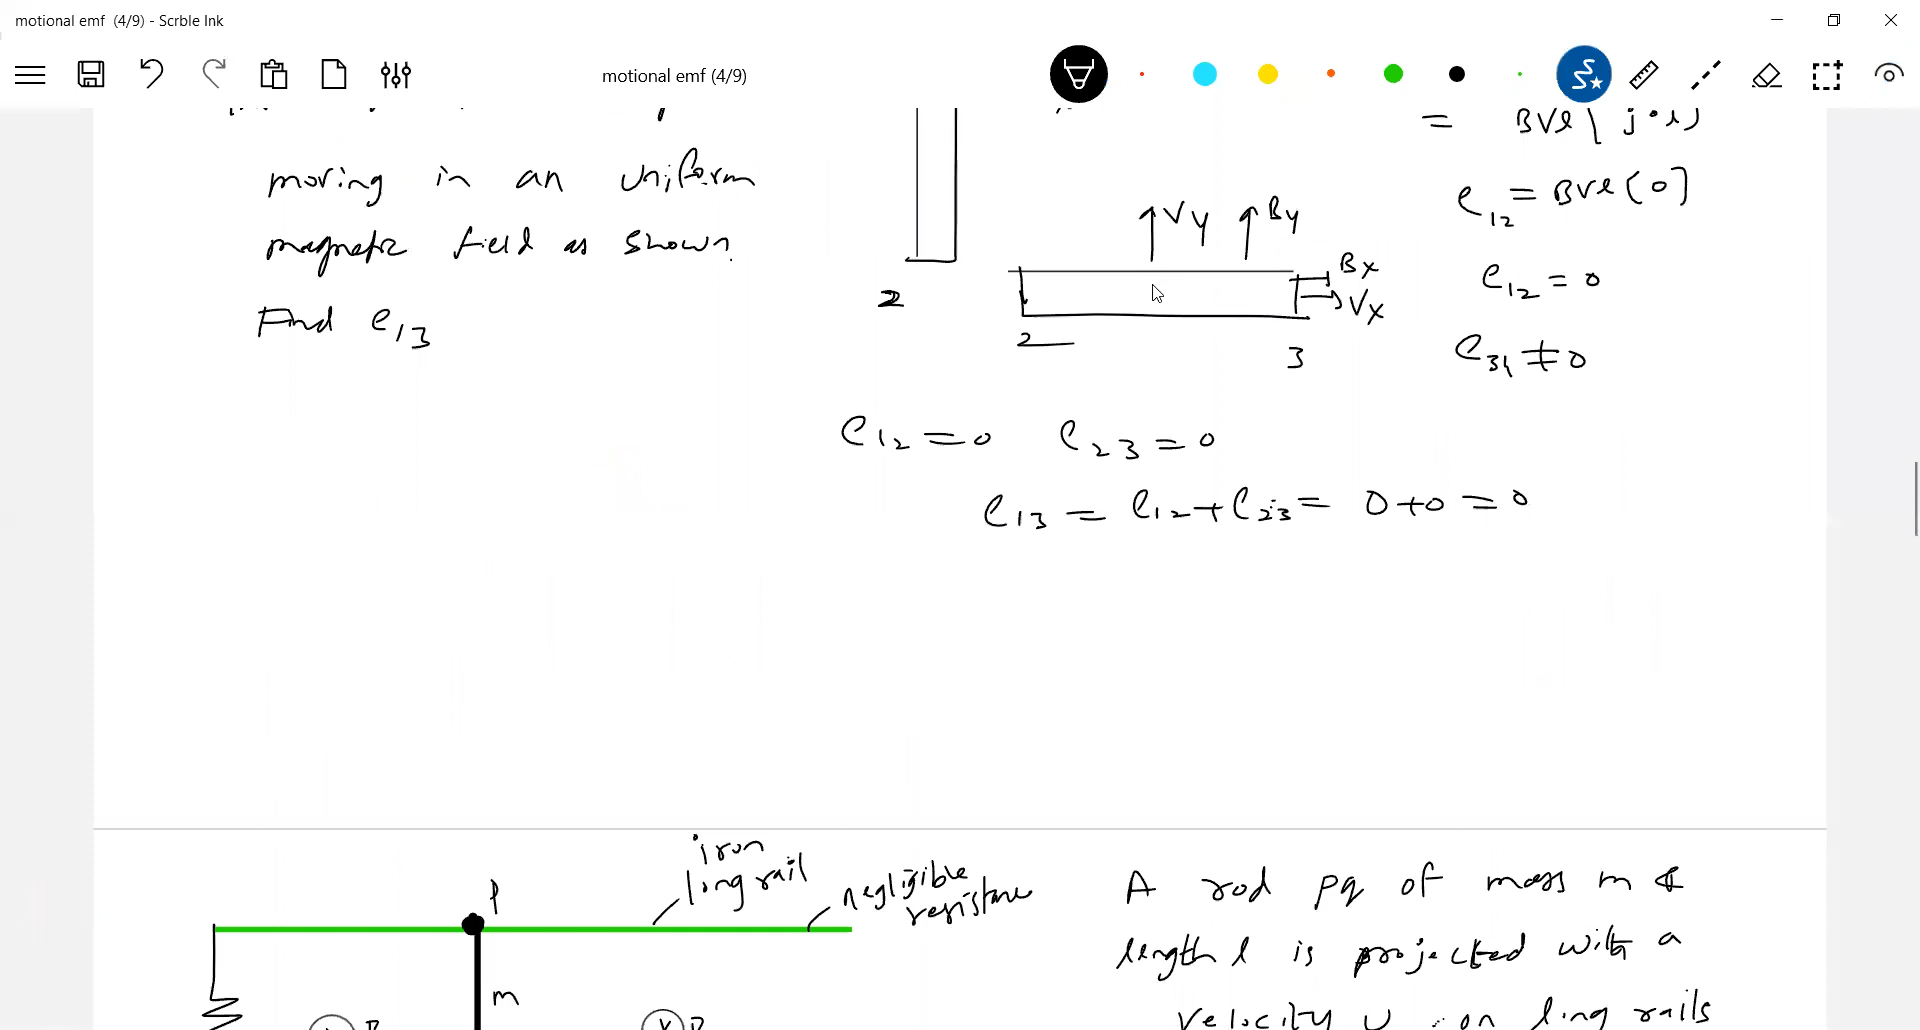 motional emf (4/9) - Scrble Ink
motional emf (4/9)
moving in an uniform
magnetic field as shown.
Find e13
2
Vy By
Bx
Vx
2
3
= Bvl ( j.i )
e12 = Bvl (0)
e12 = 0
e31 ≠ 0
e12 = 0 e23 = 0
e13 = e12 + e23 = 0 + 0 = 0
iron
long rail
negligible
resistance
P
m
A rod pq of mass m &
length l is projected with a
velocity u on long rails